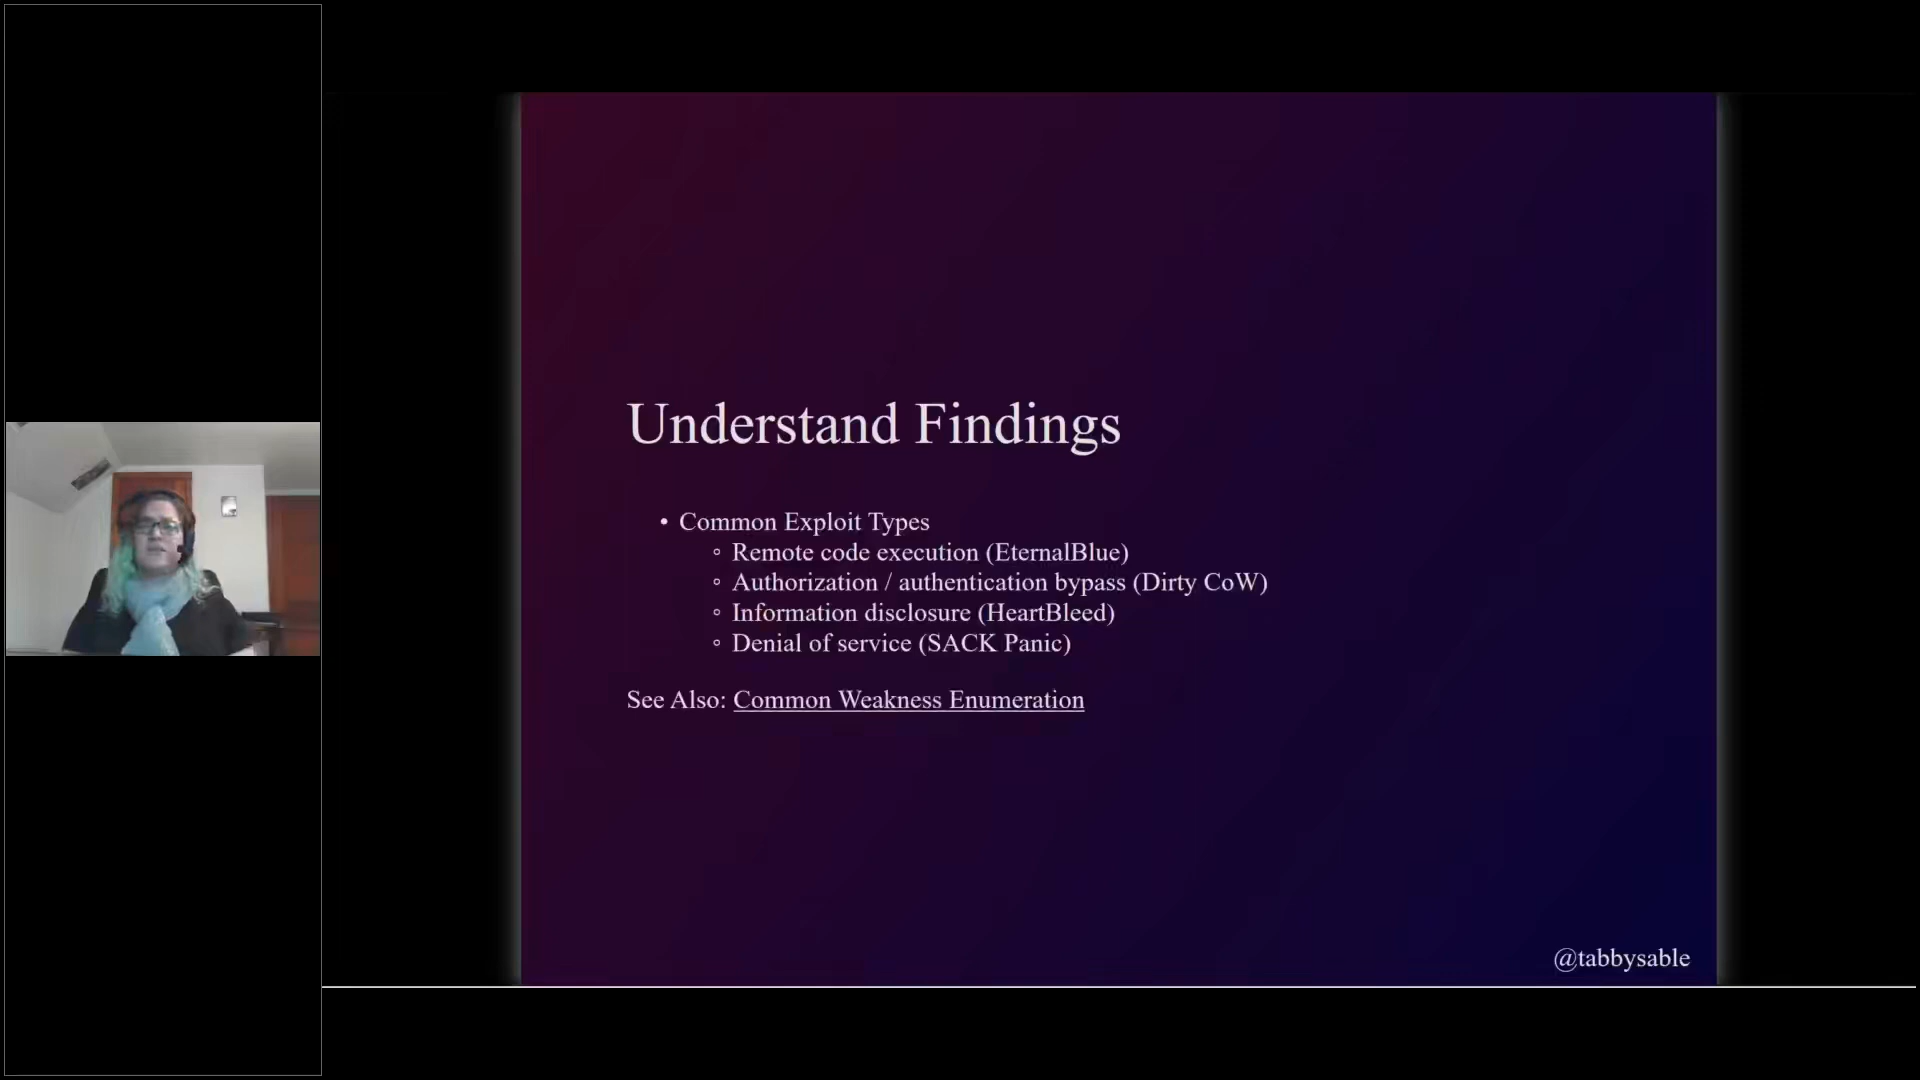 Understand Findings
• Common Exploit Types
◦ Remote code execution (EternalBlue)
◦ Authorization / authentication bypass (Dirty CoW)
◦ Information disclosure (HeartBleed)
◦ Denial of service (SACK Panic)
See Also: Common Weakness Enumeration
@tabbysable